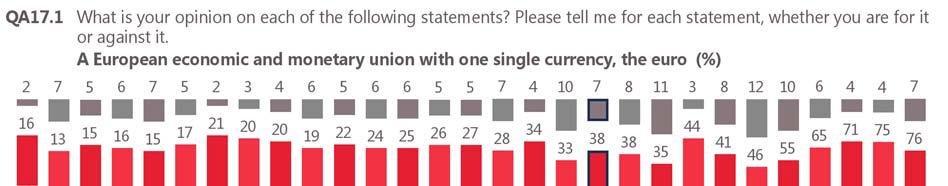 QA17.1 What is your opinion on each of the following statements? Please tell me for each statement, whether you are for it
or against it.
A European economic and monetary union with one single currency, the euro (%)
2 7 5 6 7 5 2 3 4 6 5 6 6 5 5 7 4 10 7 8 11 3 8 12 10 6 4 4 7
16 13 15 16 15 17 21 20 20 19 22 24 25 26 27 28 34 33 38 38 35 44 41 46 55 65 71 75 76